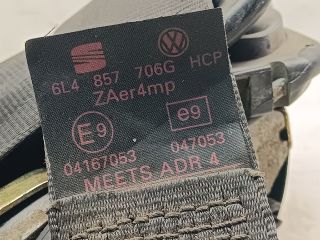 6L4 857 706G HCP
ZAer4mp
E9 e9
04167053 047053
MEETS ADR 4